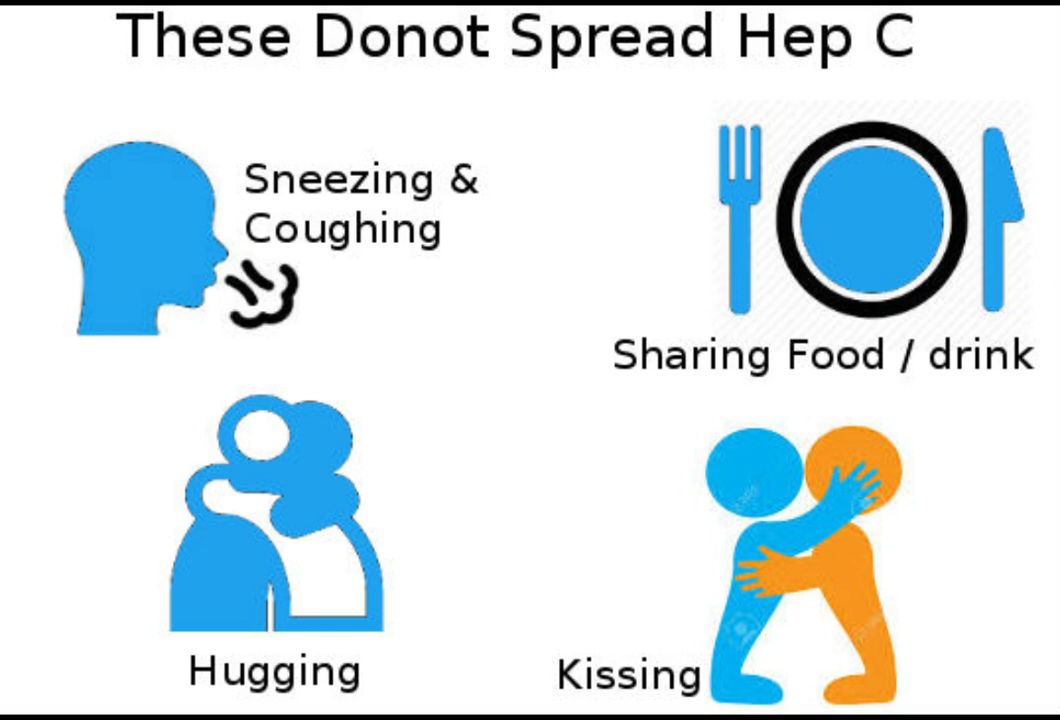 These Donot Spread Hep C
Sneezing &
Coughing
Sharing Food / drink
Hugging
Kissing